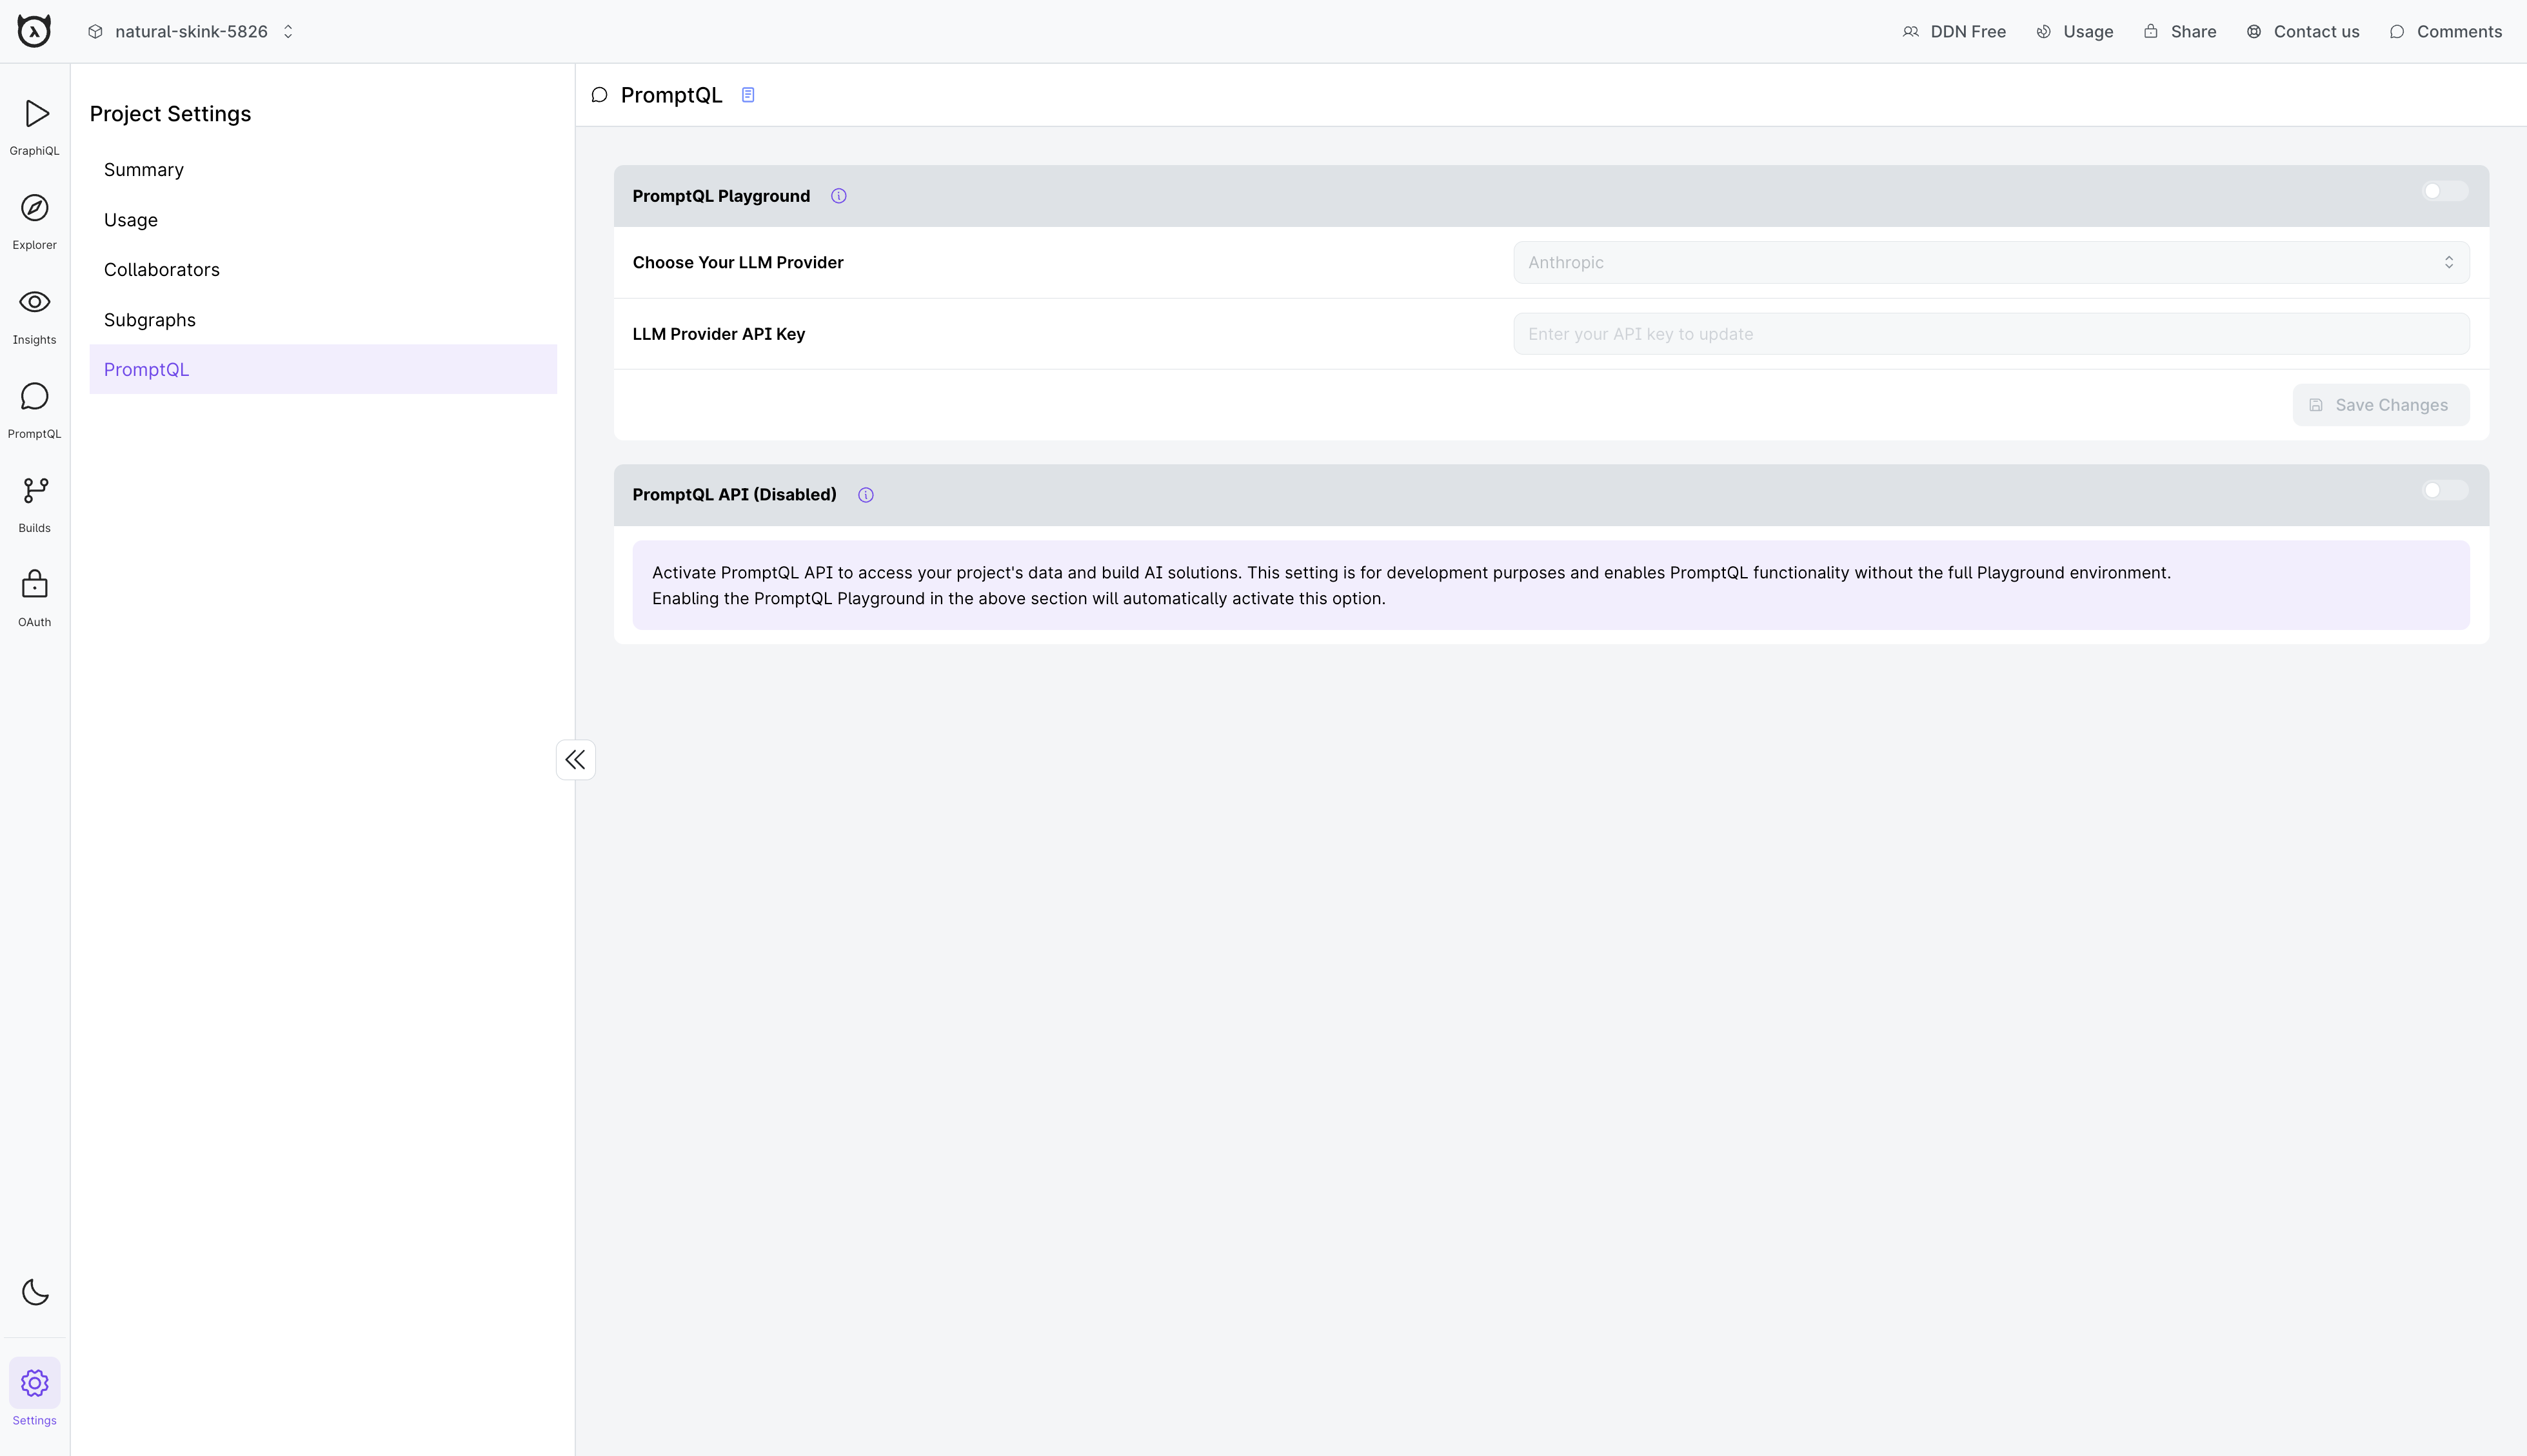 natural-skink-5826
DDN Free
Usage
Share
Contact us
Comments
GraphiQL
Explorer
Insights
PromptQL
Builds
OAuth
Settings
Project Settings
Summary
Usage
Collaborators
Subgraphs
PromptQL
PromptQL
PromptQL Playground
Choose Your LLM Provider
Anthropic
LLM Provider API Key
Enter your API key to update
Save Changes
PromptQL API (Disabled)
Activate PromptQL API to access your project's data and build AI solutions. This setting is for development purposes and enables PromptQL functionality without the full Playground environment.
Enabling the PromptQL Playground in the above section will automatically activate this option.